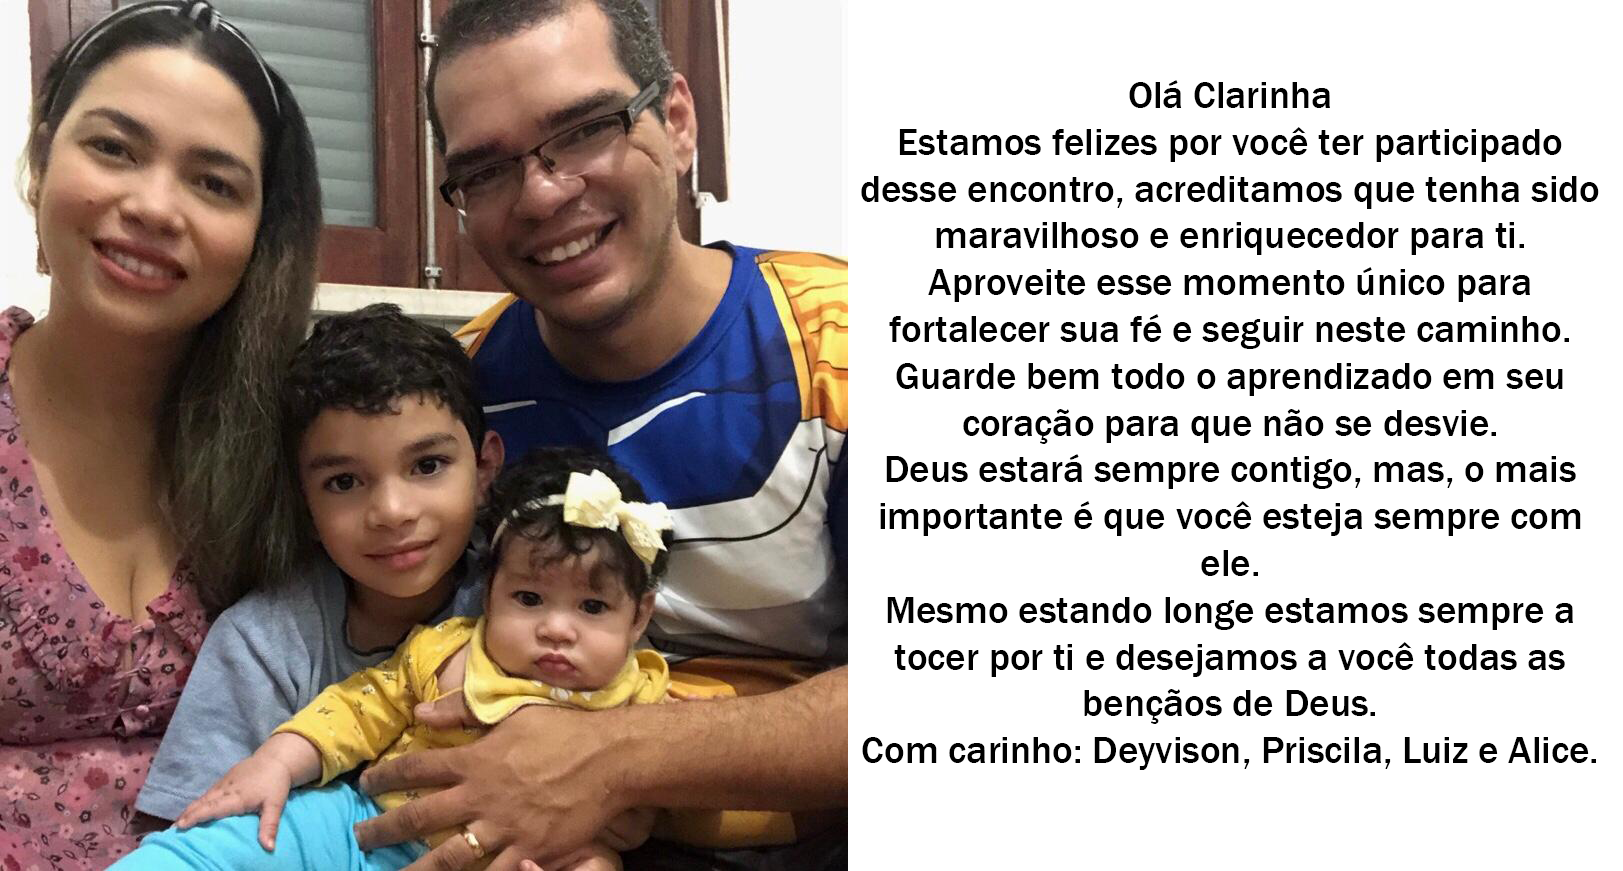 Olá Clarinha
Estamos felizes por você ter participado
desse encontro, acreditamos que tenha sido
maravilhoso e enriquecedor para ti.
Aproveite esse momento único para
fortalecer sua fé e seguir neste caminho.
Guarde bem todo o aprendizado em seu
coração para que não se desvie.
Deus estará sempre contigo, mas, o mais
importante é que você esteja sempre com
ele.
Mesmo estando longe estamos sempre a
tocer por ti e desejamos a você todas as
bençãos de Deus.
Com carinho: Deyvison, Priscila, Luiz e Alice.